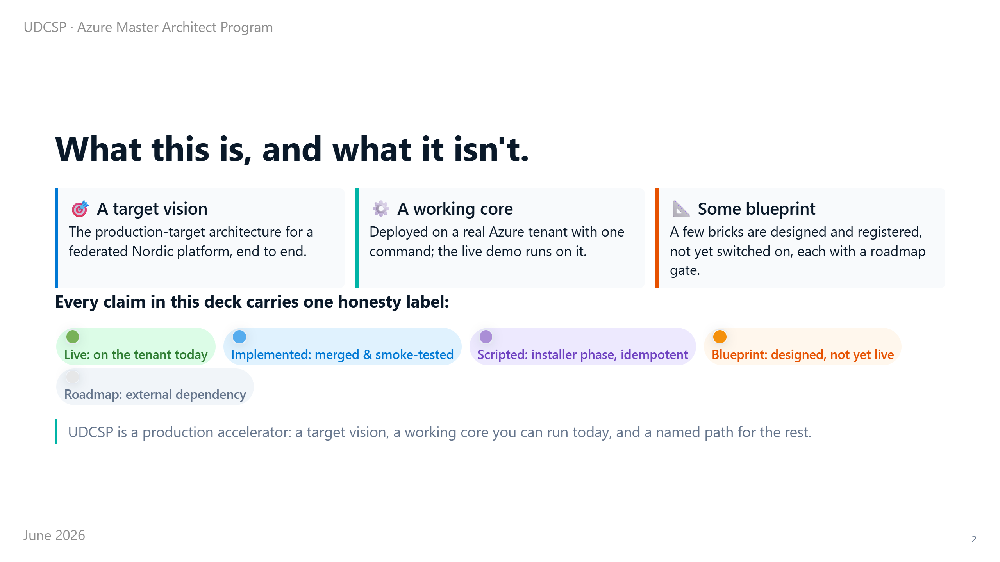 UDCSP · Azure Master Architect Program
What this is, and what it isn't.
A target vision
The production-target architecture for a
federated Nordic platform, end to end.
A working core
Deployed on a real Azure tenant with one
command; the live demo runs on it.
Some blueprint
A few bricks are designed and registered,
not yet switched on, each with a roadmap
gate.
Every claim in this deck carries one honesty label:
Live: on the tenant today
Implemented: merged & smoke-tested
Scripted: installer phase, idempotent
Blueprint: designed, not yet live
Roadmap: external dependency
UDCSP is a production accelerator: a target vision, a working core you can run today, and a named path for the rest.
June 2026
2